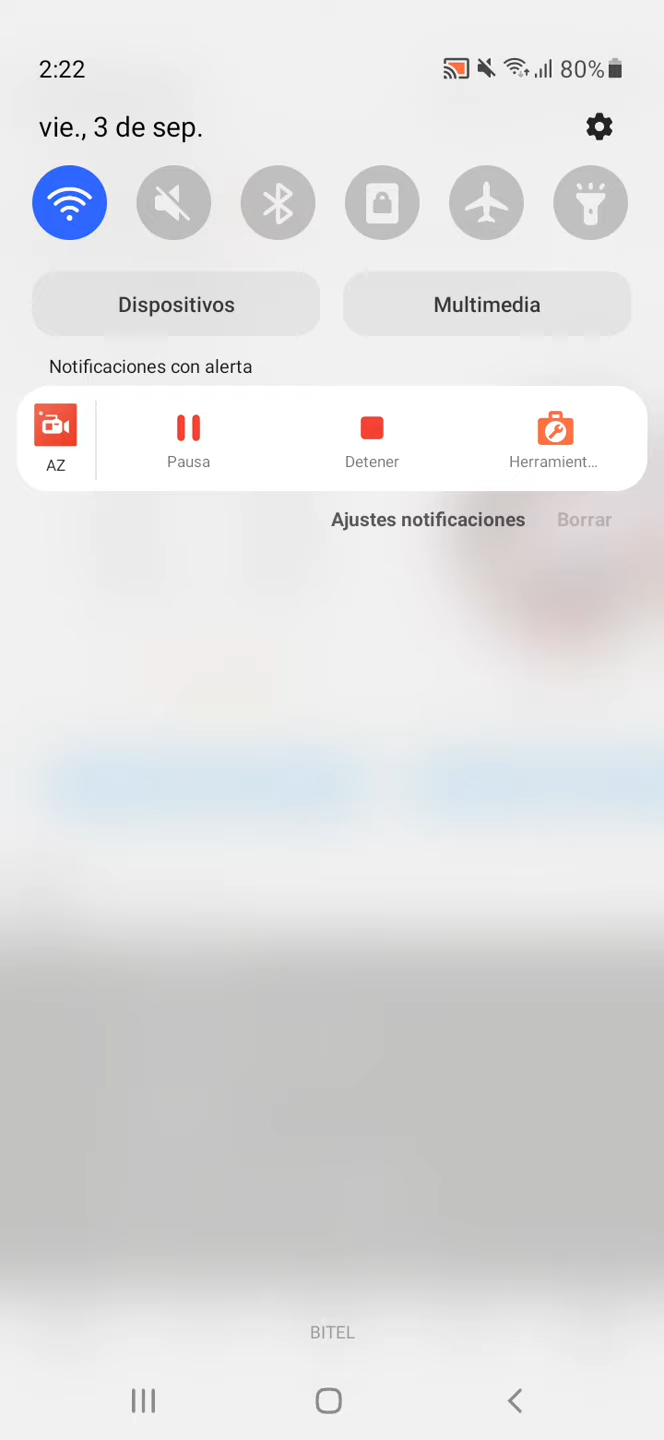 2:22
80%
vie., 3 de sep.
Dispositivos
Multimedia
Notificaciones con alerta
AZ
Pausa
Detener
Herramient...
Ajustes notificaciones
Borrar
BITEL